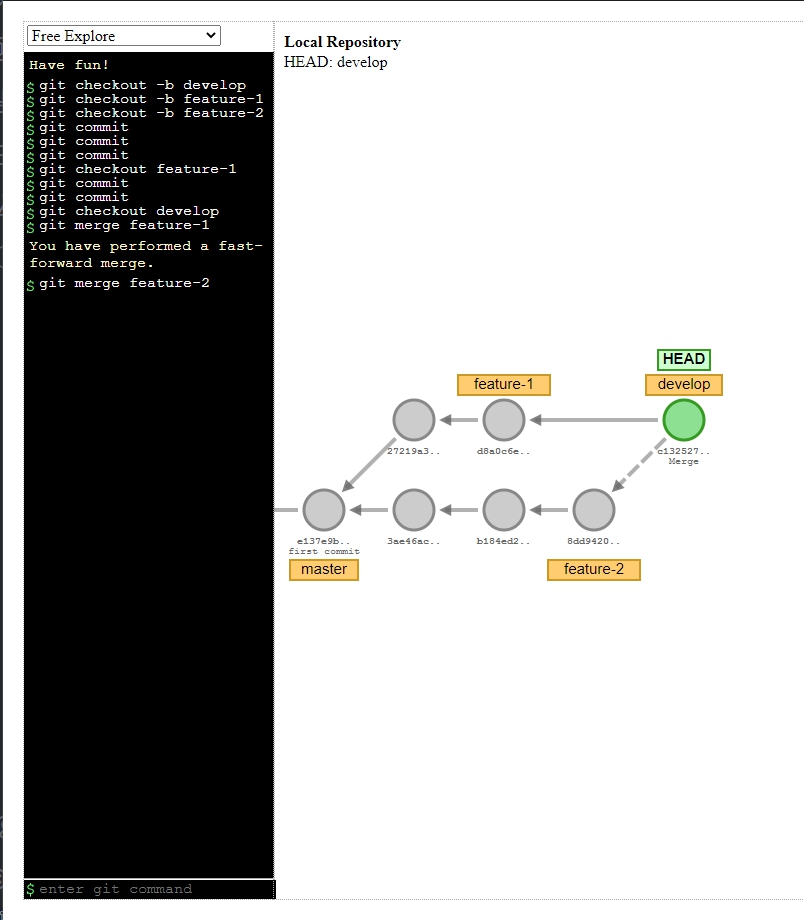 Free Explore
Have fun!
$ git checkout -b develop
$ git checkout -b feature-1
$ git checkout -b feature-2
$ git commit
$ git commit
$ git commit
$ git checkout feature-1
$ git commit
$ git commit
$ git checkout develop
$ git merge feature-1
You have performed a fast-
forward merge.
$ git merge feature-2
$ enter git command
Local Repository
HEAD: develop
HEAD
feature-1
develop
27219a3..
d8a0c6e..
c132527..
Merge
e137e9b..
first commit
3ae46ac..
b184ed2..
8dd9420..
master
feature-2